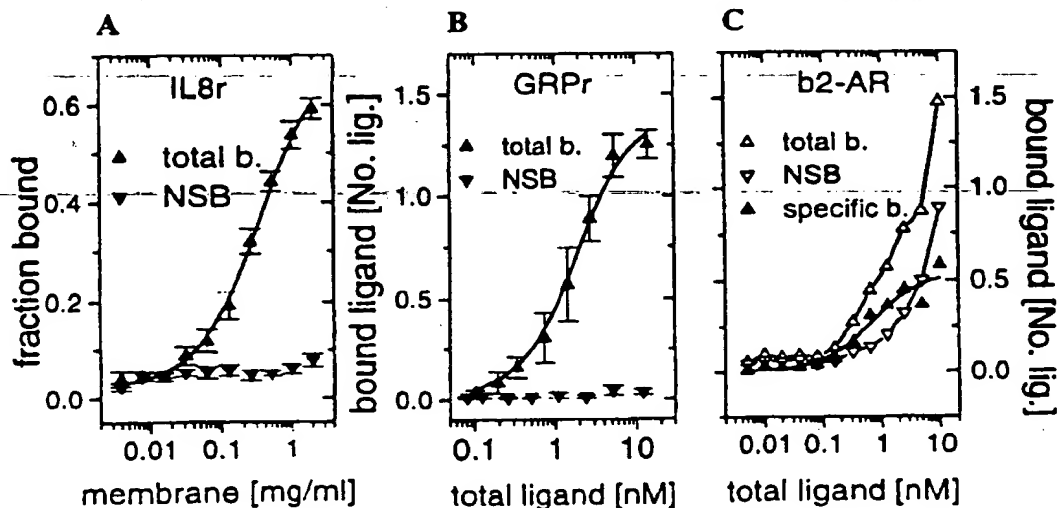 A
B
C
IL8r
GRPr
b2-AR
▲ total b.
▼ NSB
▲ total b.
▼ NSB
△ total b.
▽ NSB
▲ specific b.
fraction bound
0.6
0.4
0.2
0.0
bound ligand [No. lig.]
1.5
1.0
0.5
0.0
1.5
1.0
0.5
0.0
bound ligand [No. lig.]
0.01 0.1 1
0.1 1 10
0.01 0.1 1 10
membrane [mg/ml]
total ligand [nM]
total ligand [nM]